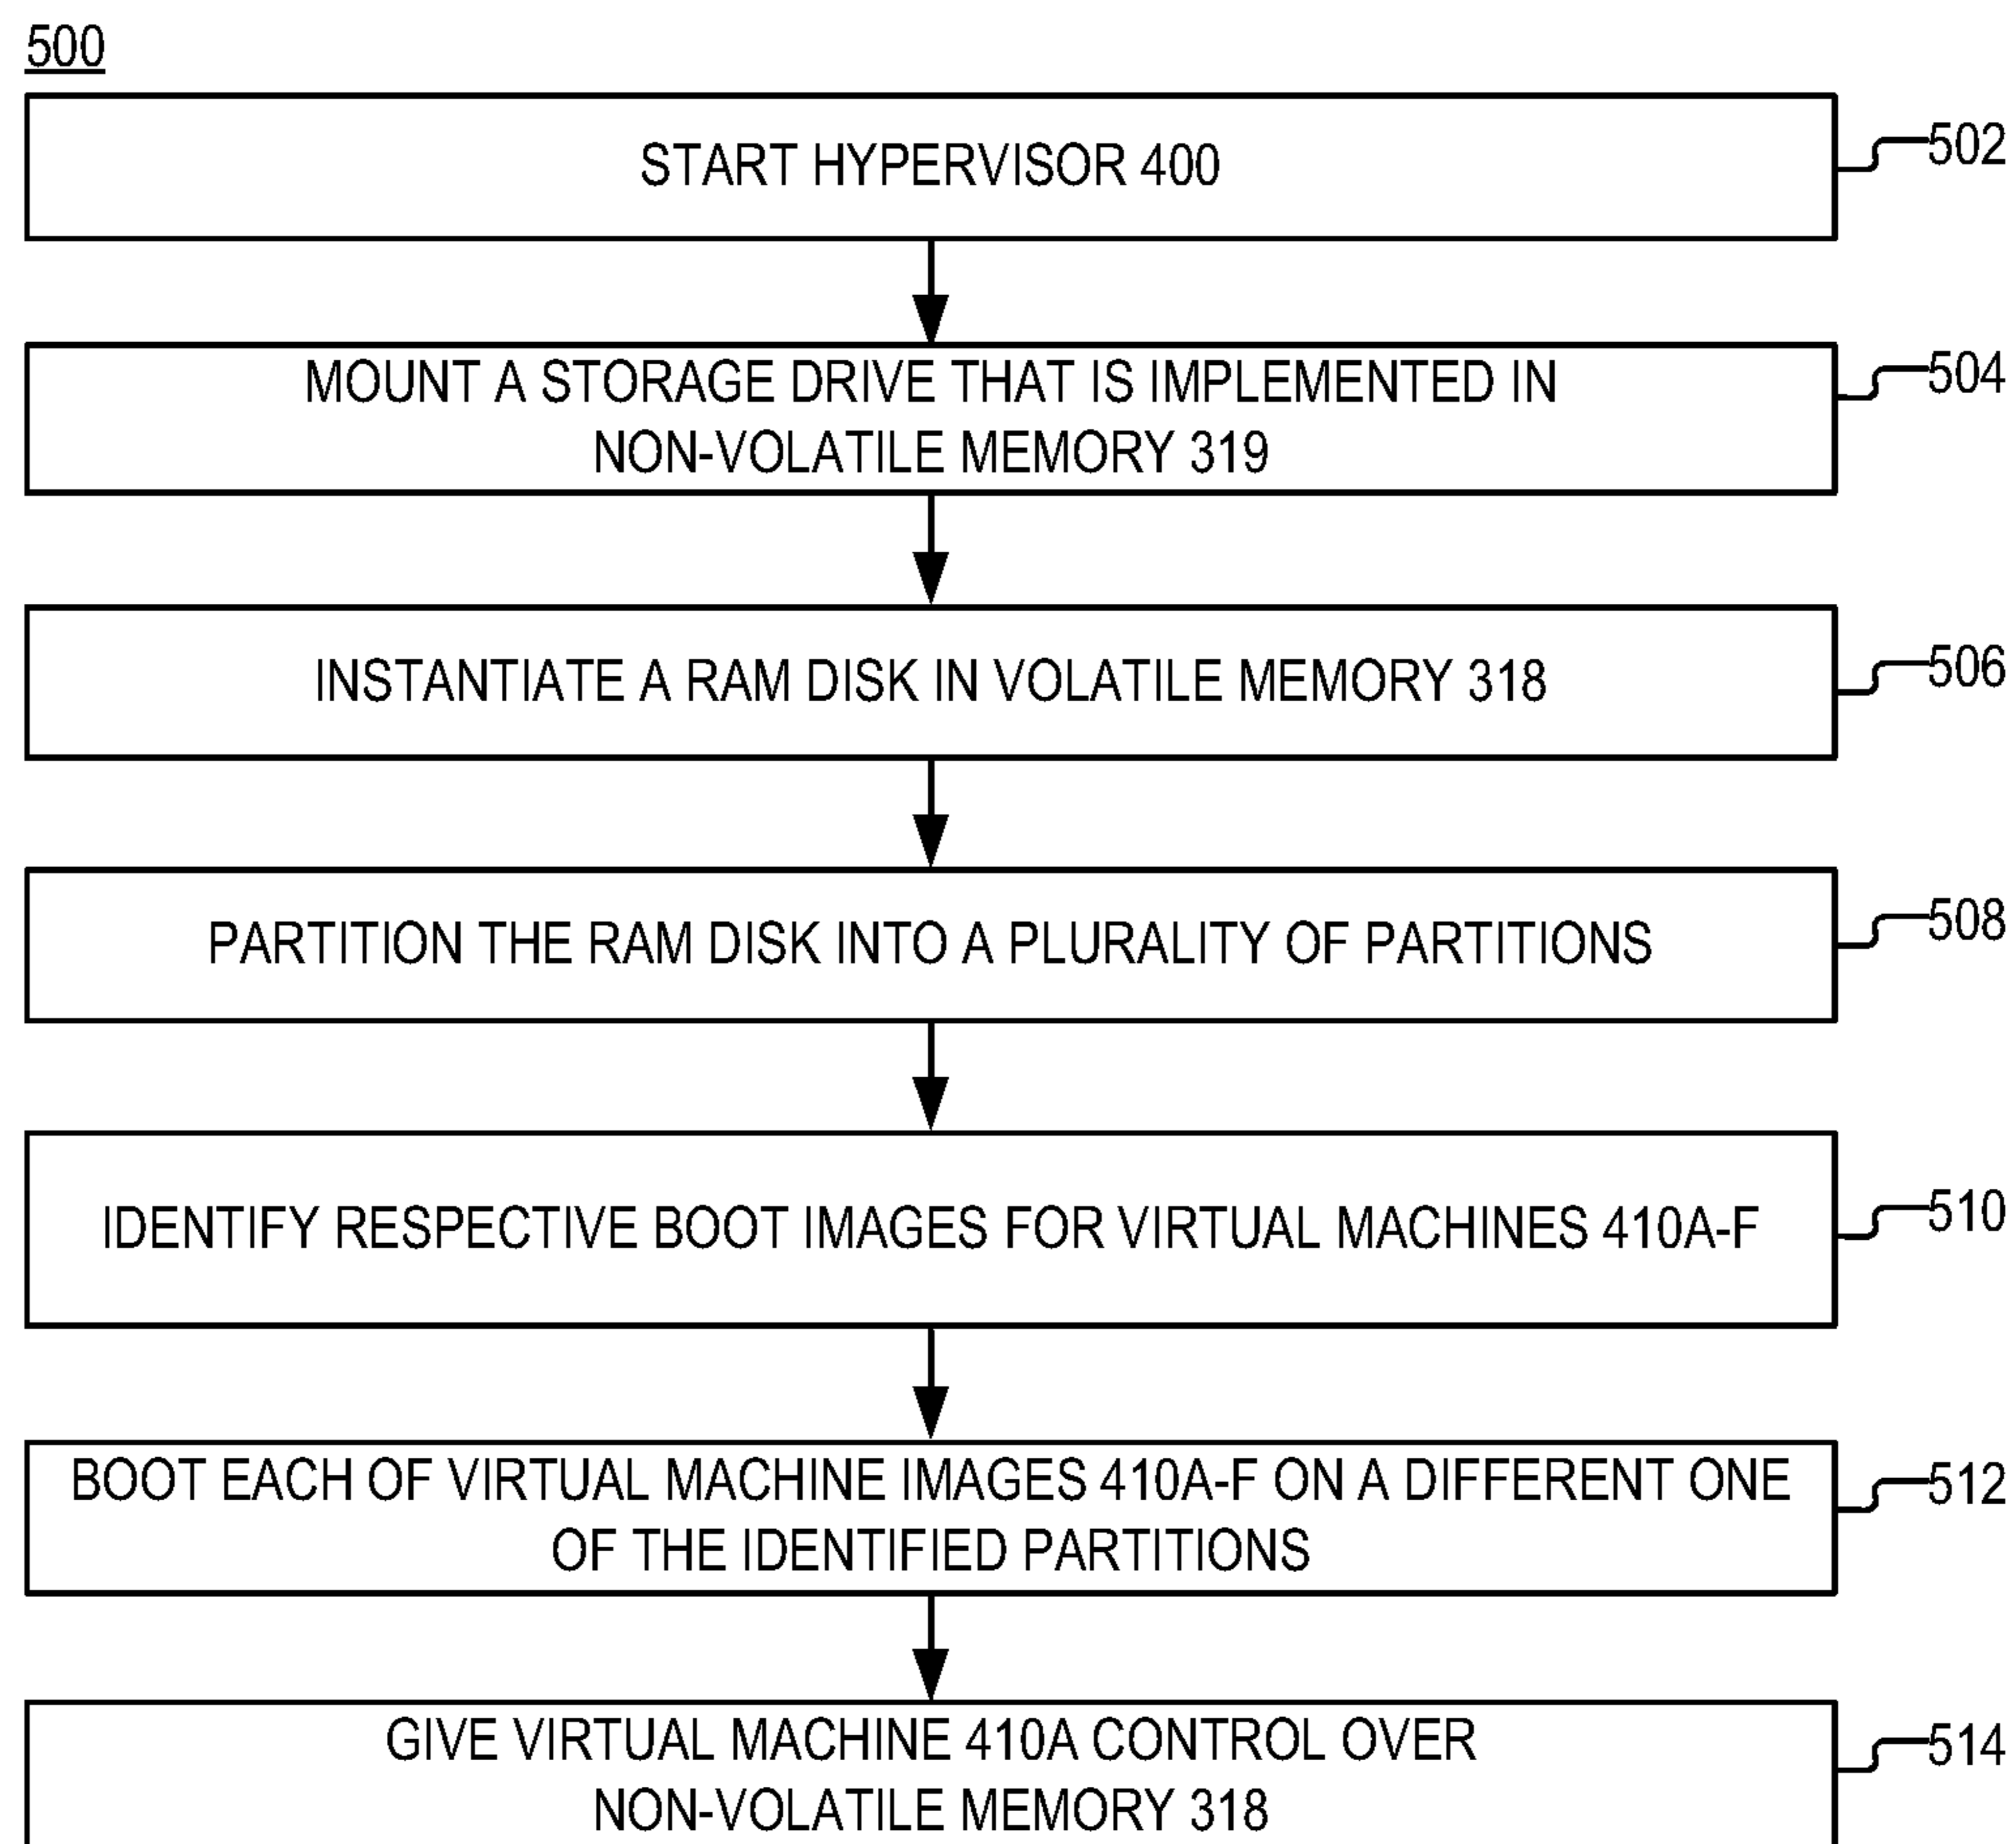 500
START HYPERVISOR 400
502
MOUNT A STORAGE DRIVE THAT IS IMPLEMENTED IN
NON-VOLATILE MEMORY 319
504
INSTANTIATE A RAM DISK IN VOLATILE MEMORY 318
506
PARTITION THE RAM DISK INTO A PLURALITY OF PARTITIONS
508
IDENTIFY RESPECTIVE BOOT IMAGES FOR VIRTUAL MACHINES 410A-F
510
BOOT EACH OF VIRTUAL MACHINE IMAGES 410A-F ON A DIFFERENT ONE
OF THE IDENTIFIED PARTITIONS
512
GIVE VIRTUAL MACHINE 410A CONTROL OVER
NON-VOLATILE MEMORY 318
514